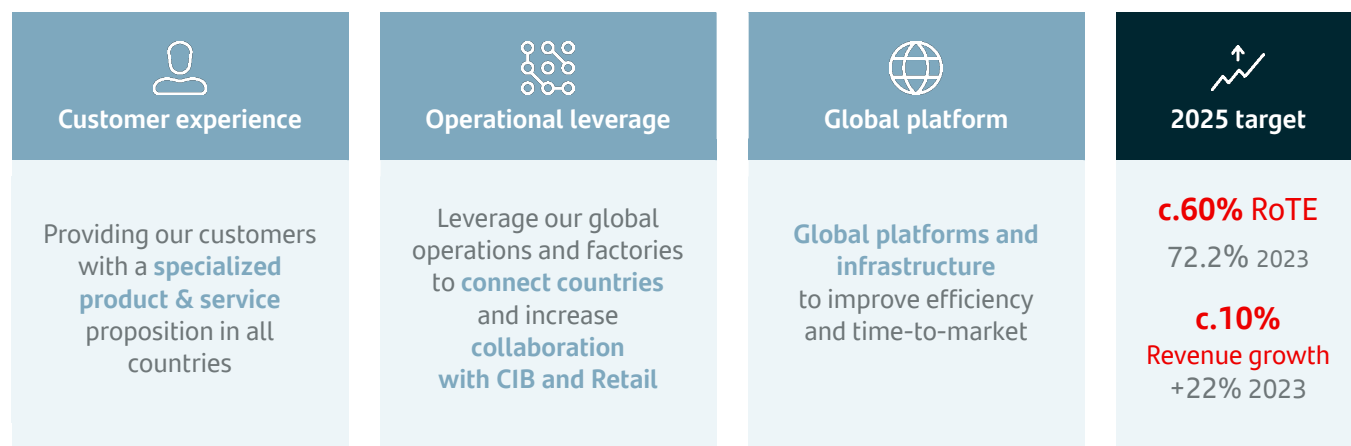 Customer experience
Providing our customers
with a specialized
product & service
proposition in all
countries
Operational leverage
Leverage our global
operations and factories
to connect countries
and increase
collaboration
with CIB and Retail
Global platform
Global platforms and
infrastructure
to improve efficiency
and time-to-market
2025 target
c.60% RoTE
72.2% 2023
c.10%
Revenue growth
+22% 2023